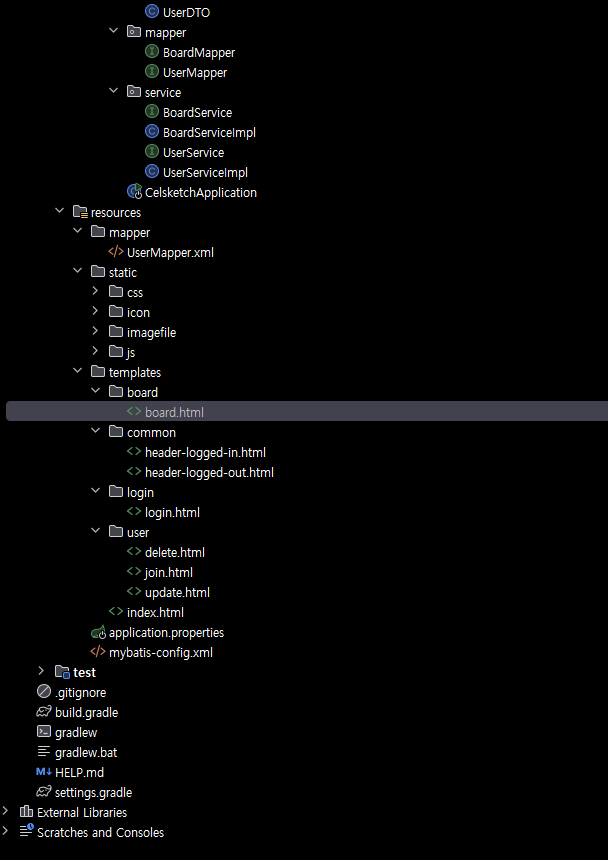 UserDTO
mapper
BoardMapper
UserMapper
service
BoardService
BoardServiceImpl
UserService
UserServiceImpl
CelsketchApplication
resources
mapper
UserMapper.xml
static
css
icon
imagefile
js
templates
board
board.html
common
header-logged-in.html
header-logged-out.html
login
login.html
user
delete.html
join.html
update.html
index.html
application.properties
mybatis-config.xml
test
.gitignore
build.gradle
gradlew
gradlew.bat
M↓ HELP.md
settings.gradle
External Libraries
Scratches and Consoles